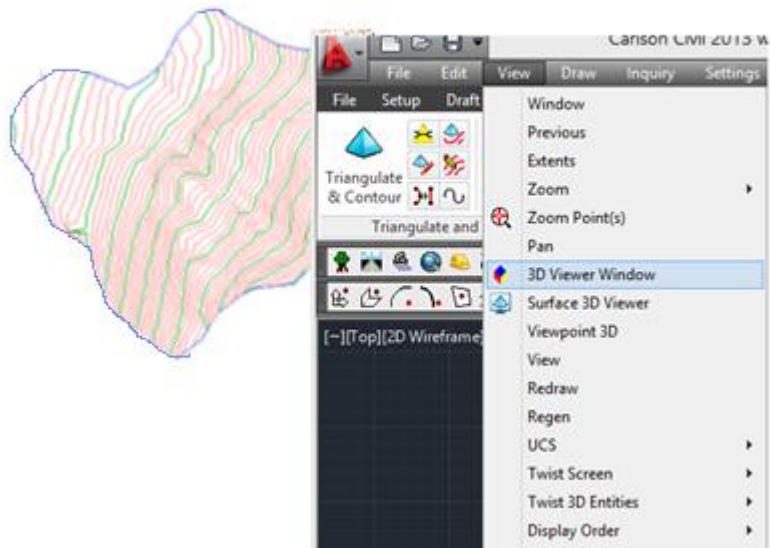 Carlson Civil 2013 w
File Edit View Draw Inquiry Settings
File Setup Draft
Triangulate
& Contour
Triangulate and
[−][Top][2D Wireframe]
Window
Previous
Extents
Zoom
Zoom Point(s)
Pan
3D Viewer Window
Surface 3D Viewer
Viewpoint 3D
View
Redraw
Regen
UCS
Twist Screen
Twist 3D Entities
Display Order